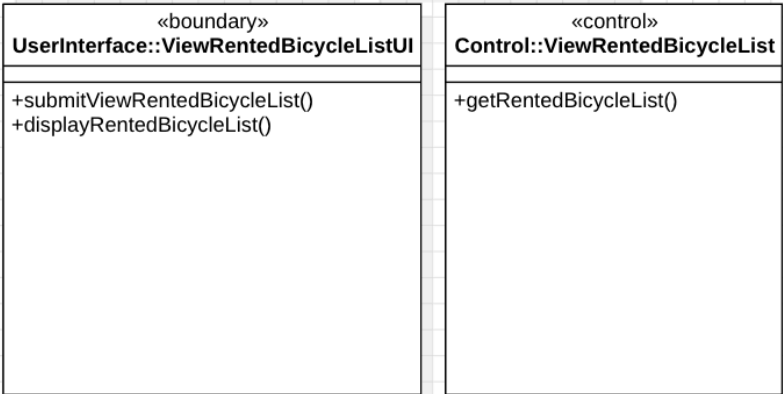 «boundary»
UserInterface::ViewRentedBicycleListUI
+submitViewRentedBicycleList()
+displayRentedBicycleList()
«control»
Control::ViewRentedBicycleList
+getRentedBicycleList()